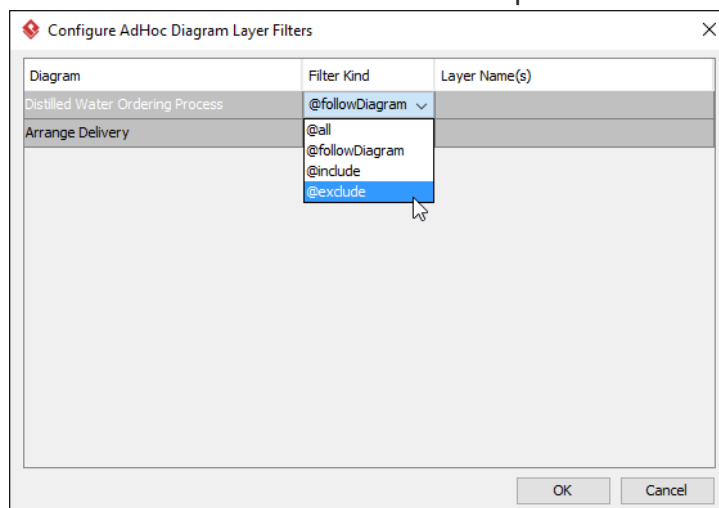 Configure AdHoc Diagram Layer Filters
Diagram Filter Kind Layer Name(s)
Distilled Water Ordering Process @followDiagram
Arrange Delivery
@all
@followDiagram
@include
@exclude
OK Cancel